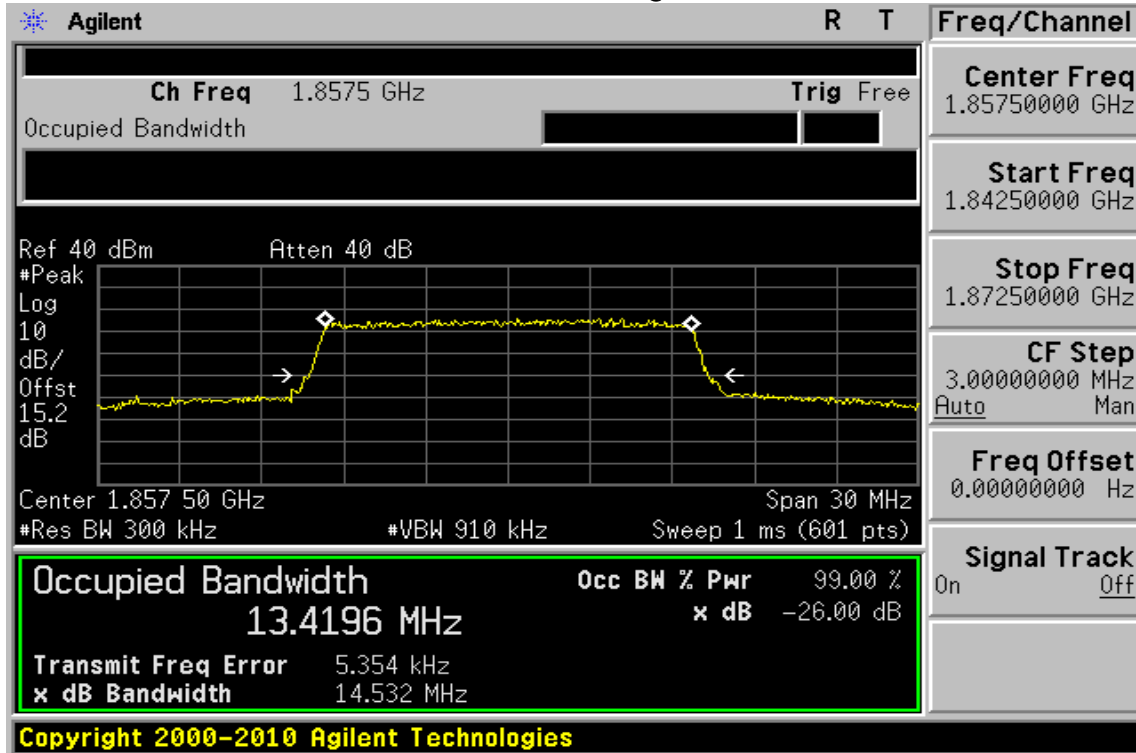 Agilent R T
Freq/Channel
Ch Freq 1.8575 GHz Trig Free
Occupied Bandwidth
Center Freq
1.85750000 GHz
Start Freq
1.84250000 GHz
Stop Freq
1.87250000 GHz
CF Step
3.00000000 MHz
Auto Man
Freq Offset
0.00000000 Hz
Signal Track
On Off
Ref 40 dBm Atten 40 dB
#Peak
Log
10
dB/
Offst
15.2
dB
Center 1.857 50 GHz Span 30 MHz
#Res BW 300 kHz #VBW 910 kHz Sweep 1 ms (601 pts)
Occupied Bandwidth Occ BW % Pwr 99.00 %
13.4196 MHz x dB -26.00 dB
Transmit Freq Error 5.354 kHz
x dB Bandwidth 14.532 MHz
Copyright 2000-2010 Agilent Technologies